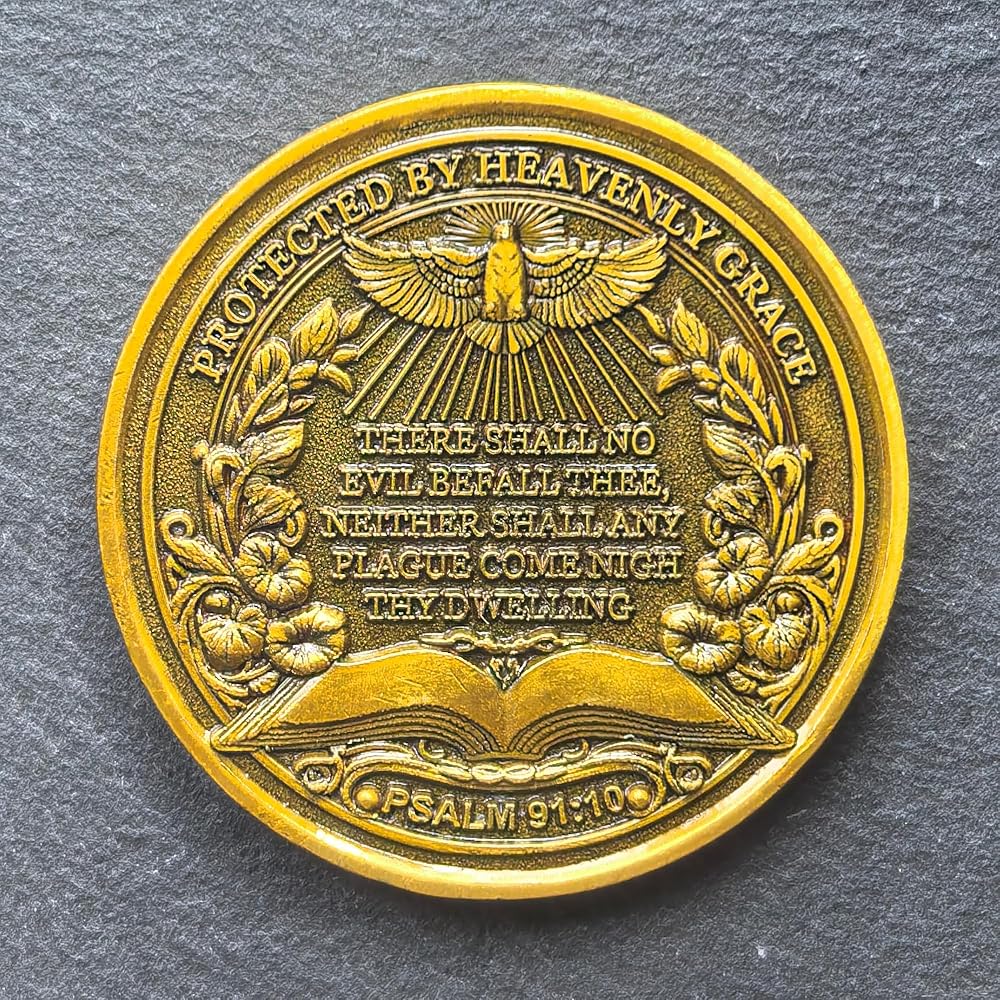 PROTECTED BY HEAVENLY GRACE
THERE SHALL NO
EVIL BEFALL THEE,
NEITHER SHALL ANY
PLAGUE COME NIGH
THY DWELLING
PSALM 91:10